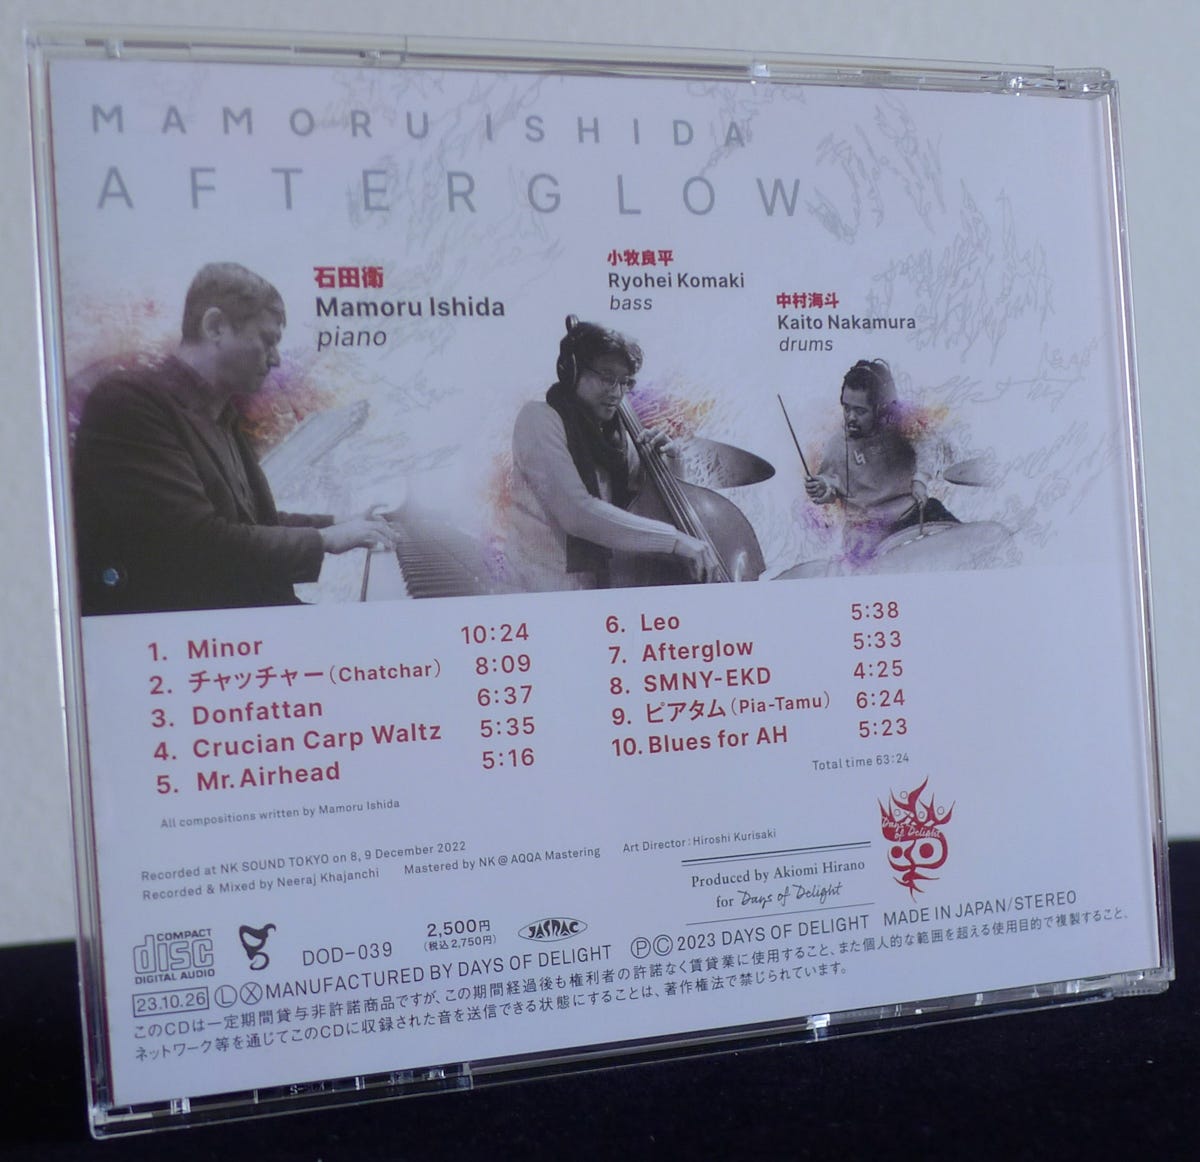 MAMORU ISHIDA
AFTERGLOW
石田衛
Mamoru Ishida
piano
小牧良平
Ryohei Komaki
bass
中村海斗
Kaito Nakamura
drums
1. Minor 10:24
2. チャッチャー(Chatchar) 8:09
3. Donfattan 6:37
4. Crucian Carp Waltz 5:35
5. Mr. Airhead 5:16
6. Leo 5:38
7. Afterglow 5:33
8. SMNY-EKD 4:25
9. ピアタム(Pia-Tamu) 6:24
10. Blues for AH 5:23
Total time 63:24
All compositions written by Mamoru Ishida
Recorded at NK SOUND TOKYO on 8, 9 December 2022
Recorded & Mixed by Neeraj Khajanchi Mastered by NK @ AQQA Mastering Art Director: Hiroshi Kurisaki
Produced by Akiomi Hirano
for Days of Delight
Days of Delight
COMPACT
disc
DIGITAL AUDIO
DOD-039
2,500円
(税込2,750円)
JASRAC
23.10.26 Ⓛ Ⓧ MANUFACTURED BY DAYS OF DELIGHT Ⓟ Ⓒ 2023 DAYS OF DELIGHT MADE IN JAPAN/STEREO
このCDは一定期間貸与非許諾商品ですが、この期間経過後も権利者の許諾なく賃貸業に使用すること、また個人的な範囲を超える使用目的で複製すること、
ネットワーク等を通じてこのCDに収録された音を送信できる状態にすることは、著作権法で禁じられています。